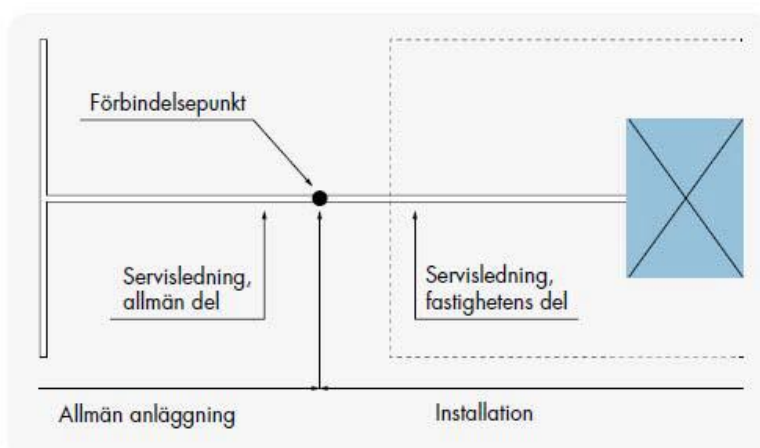 Förbindelsepunkt
Servisledning,
allmän del
Servisledning,
fastighetens del
Allmän anläggning
Installation